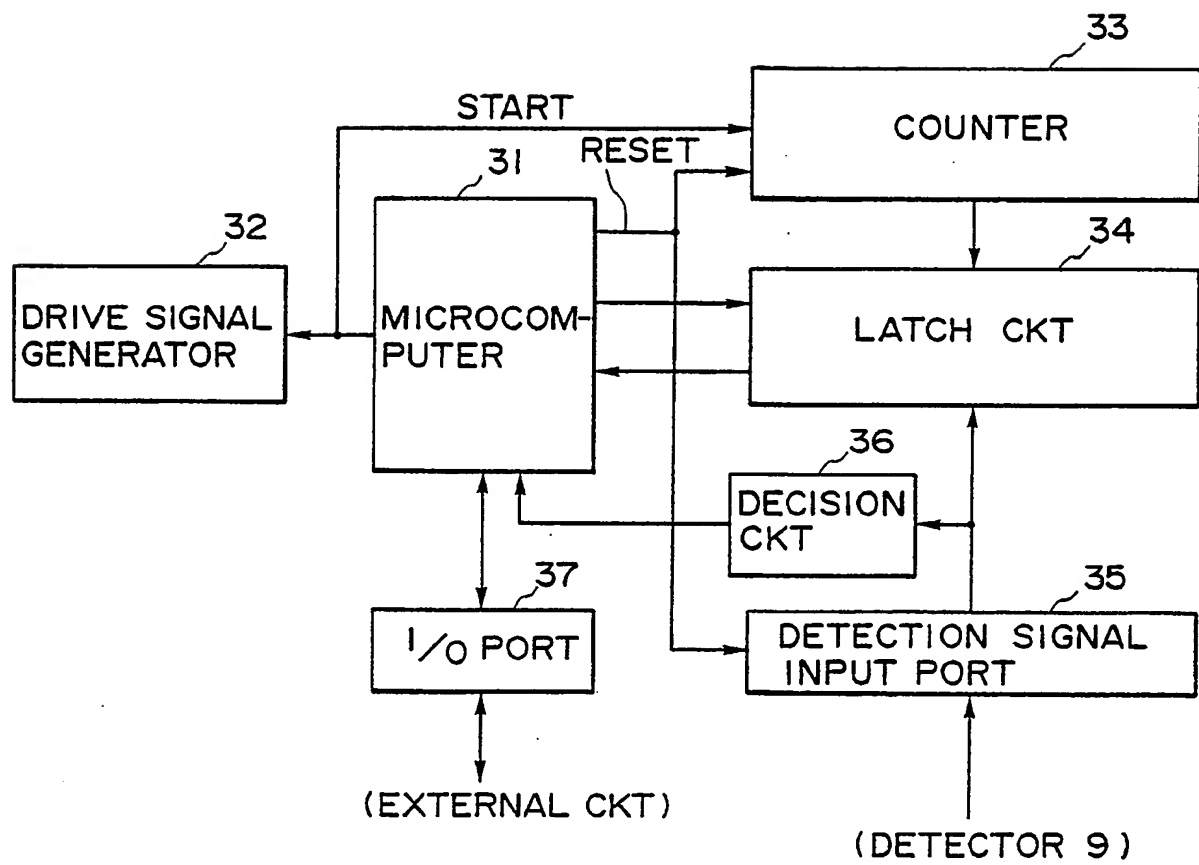 33
COUNTER
START
RESET
31
32
34
DRIVE SIGNAL
GENERATOR
MICROCOM-
PUTER
LATCH CKT
36
DECISION
CKT
37
35
I/O PORT
DETECTION SIGNAL
INPUT PORT
(EXTERNAL CKT)
(DETECTOR 9)